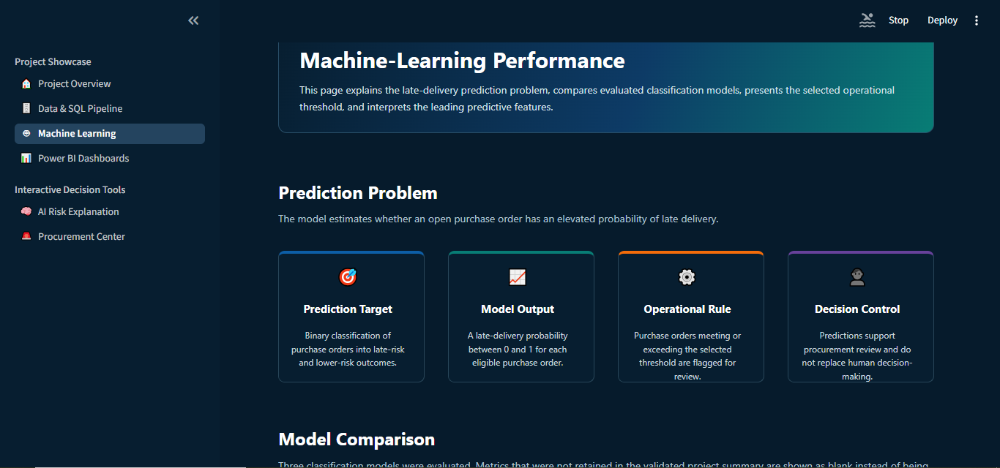 Stop
Deploy
Project Showcase
Project Overview
Data & SQL Pipeline
Machine Learning
Power BI Dashboards
Interactive Decision Tools
AI Risk Explanation
Procurement Center
Machine-Learning Performance
This page explains the late-delivery prediction problem, compares evaluated classification models, presents the selected operational
threshold, and interprets the leading predictive features.
Prediction Problem
The model estimates whether an open purchase order has an elevated probability of late delivery.
Prediction Target
Binary classification of
purchase orders into late-risk
and lower-risk outcomes.
Model Output
A late-delivery probability
between 0 and 1 for each
eligible purchase order.
Operational Rule
Purchase orders meeting or
exceeding the selected
threshold are flagged for
review.
Decision Control
Predictions support
procurement review and do
not replace human decision-
making.
Model Comparison
Three classification models were evaluated. Metrics that were not retained in the validated project summary are shown as blank instead of being